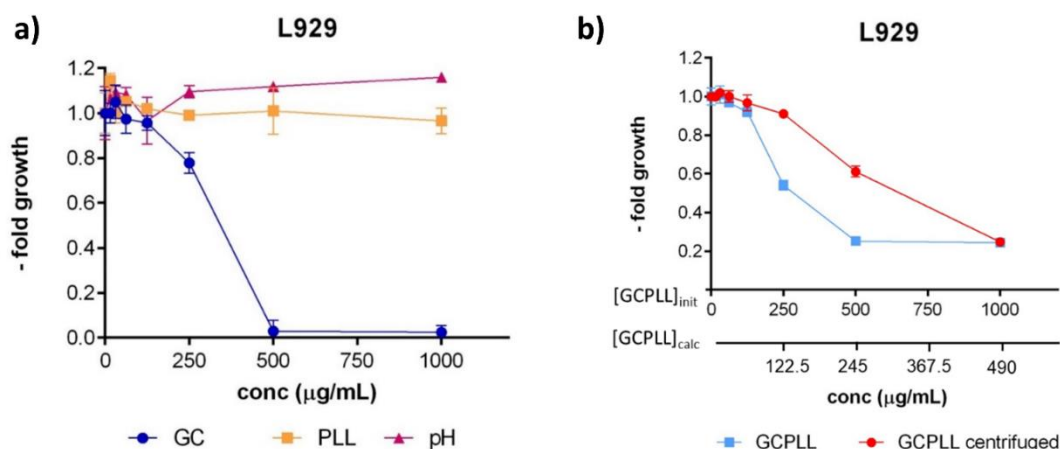 a)
L929
- fold growth
1.2
1.0
0.8
0.6
0.4
0.2
0.0
0 250 500 750 1000
conc (μg/mL)
GC PLL pH
b)
L929
- fold growth
1.2
1.0
0.8
0.6
0.4
0.2
[GCPLL]init 0 250 500 750 1000
[GCPLL]calc
122.5 245 367.5 490
conc (μg/mL)
GCPLL GCPLL centrifuged